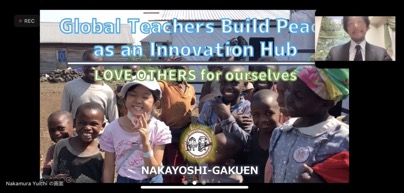 REC
Global Teachers Build Peace
as an Innovation Hub
LOVE OTHERS for ourselves
NAKAYOSHI-GAKUEN
Nakamura Yuichi の画面